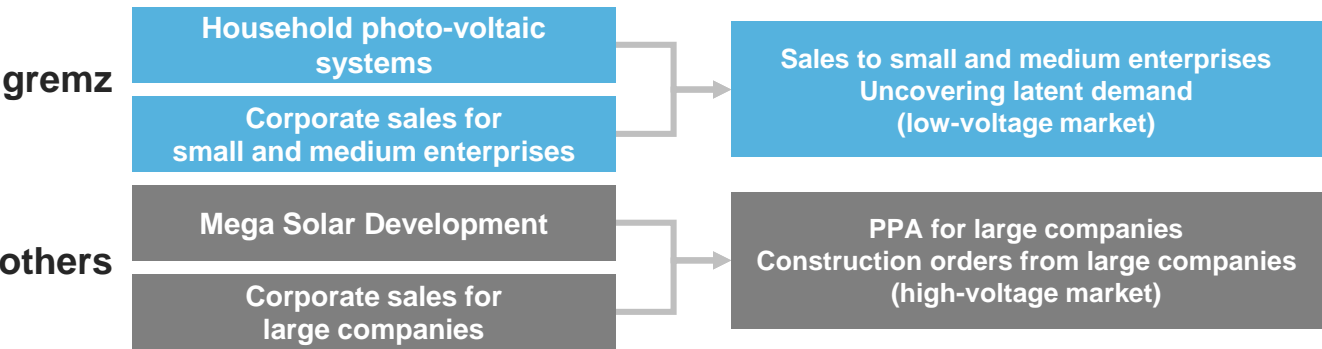 gremz
Household photo-voltaic
systems
Corporate sales for
small and medium enterprises
Sales to small and medium enterprises
Uncovering latent demand
(low-voltage market)
others
Mega Solar Development
Corporate sales for
large companies
PPA for large companies
Construction orders from large companies
(high-voltage market)